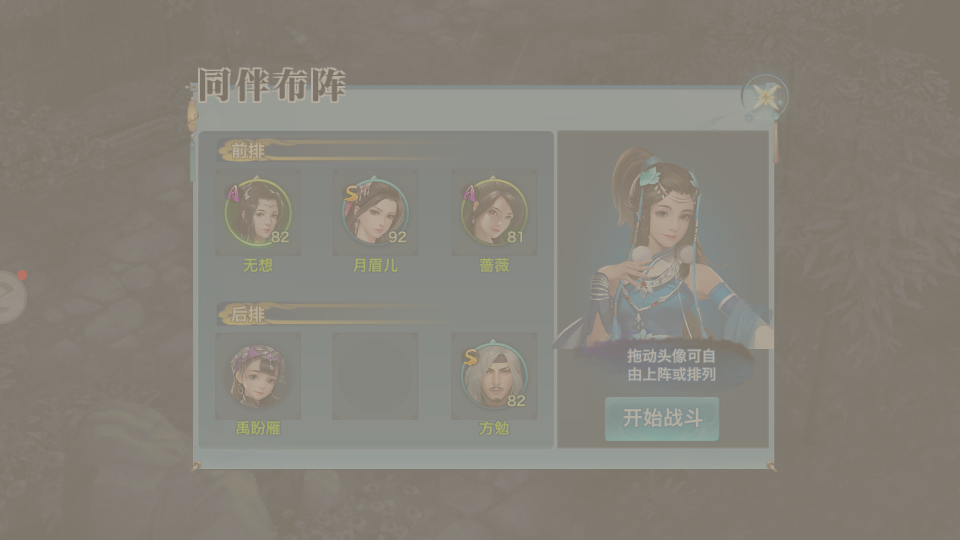 同伴布阵
前排
A
82
S
92
A
81
无想
月眉儿
蔷薇
后排
S
82
禹盼雁
方勉
拖动头像可自
由上阵或排列
开始战斗